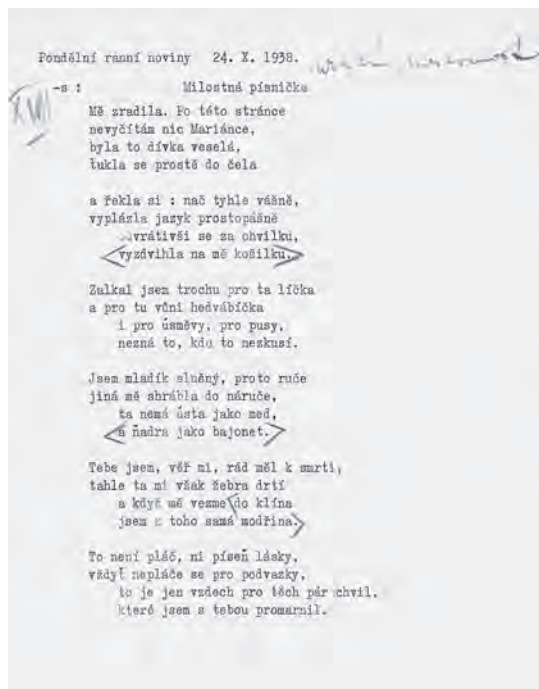 Pondělní ranní noviny 24. X. 1938.
-s : Milostná písnička
XVII
Mě zradila. Po této stránce
nevyčítám nic Mariánce,
byla to dívka veselá,
ťukla se prostě do čela
a řekla si : nač tyhle vášně,
vyplázla jazyk prostopášně
vrátivši se za chvilku,
vyzdvihla na mě košilku.
Zalkal jsem trochu pro ta líčka
a pro tu vůni hedvábíčka
i pro úsměvy, pro pusy,
nezná to, kdo to nezkusí.
Jsem mladík slušný, proto ruče
jiná mě shrábla do náruče,
ta nemá ústa jako med,
a ňadra jako bajonet.
Tebe jsem, věř mi, rád měl k smrti,
tahle ta mi však žebra drtí
a když mě vezme do klína
jsem z toho samá modřina.
To není pláč, ni píseň lásky,
vždyť nepláče se pro podvazky,
to je jen vzdech pro těch pár chvil,
které jsem s tebou promarnil.